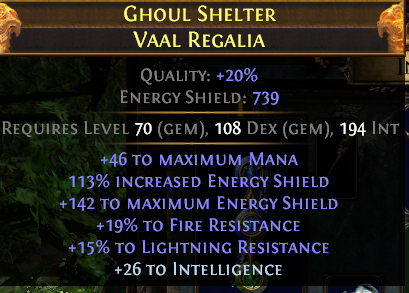 Ghoul Shelter
Vaal Regalia
Quality: +20%
Energy Shield: 739
Requires Level 70 (gem), 108 Dex (gem), 194 Int
+46 to maximum Mana
113% increased Energy Shield
+142 to maximum Energy Shield
+19% to Fire Resistance
+15% to Lightning Resistance
+26 to Intelligence